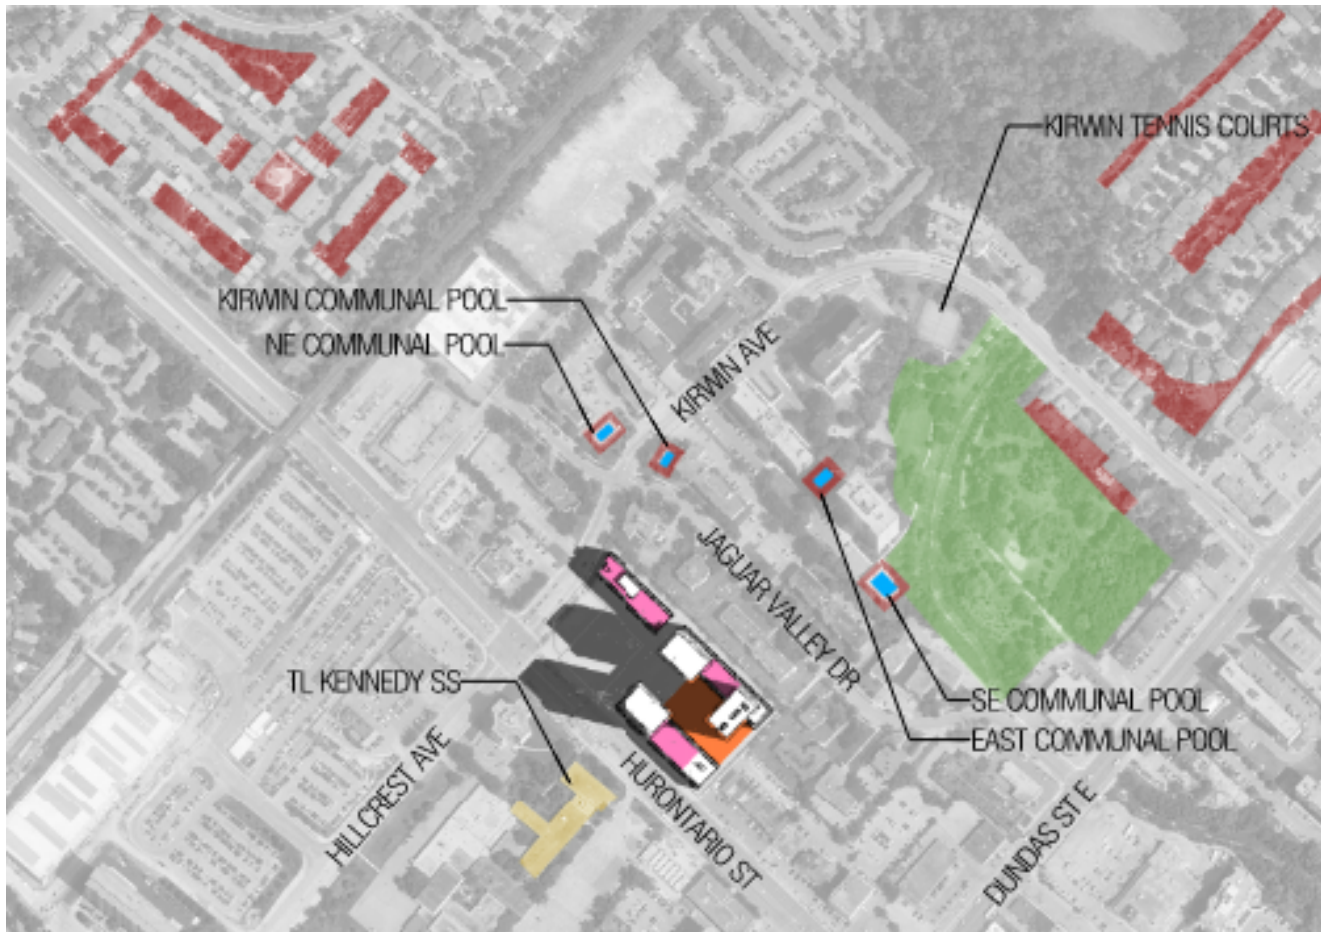 KIRWIN TENNIS COURTS
KIRWIN COMMUNAL POOL
NE COMMUNAL POOL
KIRWIN AVE
JAGUAR VALLEY DR
TL KENNEDY SS
SE COMMUNAL POOL
EAST COMMUNAL POOL
HILLCREST AVE
HURONTARIO ST
DUNDAS ST E